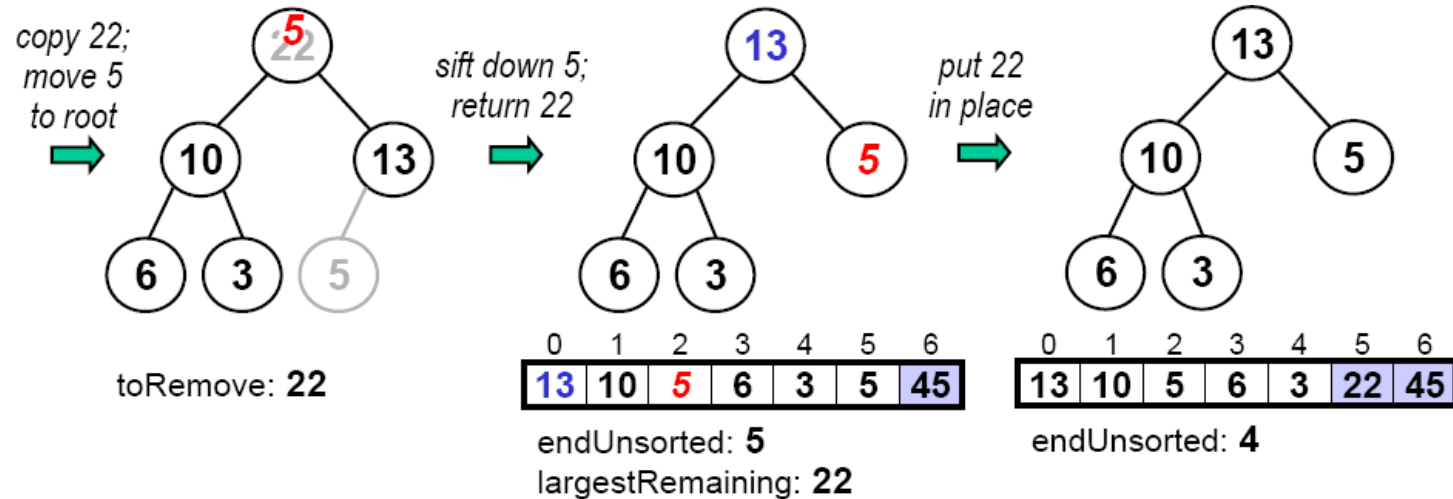 copy 22;
move 5
to root
5
22
10
13
6
3
5
toRemove: 22
sift down 5;
return 22
13
10
5
6
3
0 1 2 3 4 5 6
13 10 5 6 3 5 45
endUnsorted: 5
largestRemaining: 22
put 22
in place
13
10
5
6
3
0 1 2 3 4 5 6
13 10 5 6 3 22 45
endUnsorted: 4